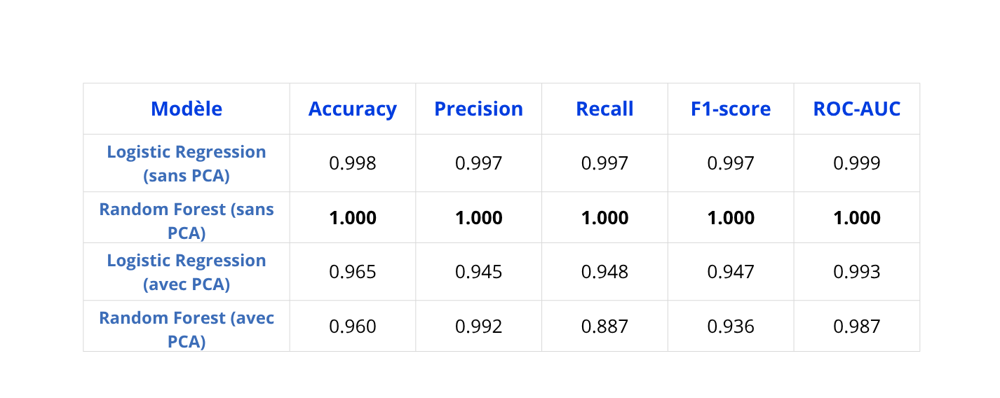 Modèle Accuracy Precision Recall F1-score ROC-AUC
Logistic Regression
(sans PCA) 0.998 0.997 0.997 0.997 0.999
Random Forest (sans
PCA) 1.000 1.000 1.000 1.000 1.000
Logistic Regression
(avec PCA) 0.965 0.945 0.948 0.947 0.993
Random Forest (avec
PCA) 0.960 0.992 0.887 0.936 0.987